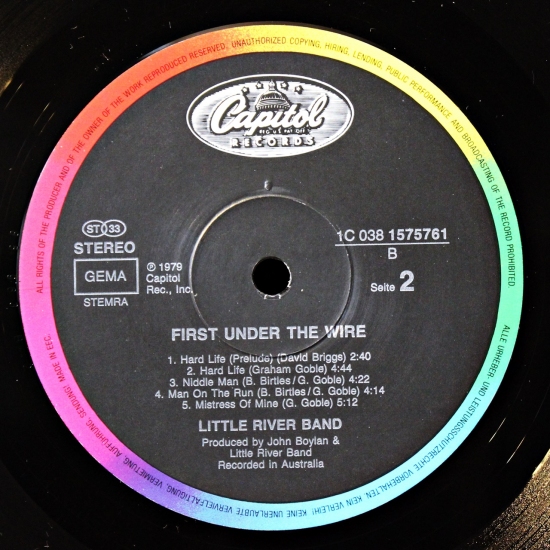 ALL RIGHTS OF THE PRODUCER AND OF THE OWNER OF THE WORK REPRODUCED RESERVED. UNAUTHORIZED COPYING, HIRING, LENDING, PUBLIC PERFORMANCE AND BROADCASTING OF THE RECORD PROHIBITED.
Capitol
REG. U.S. PAT. OFF.
RECORDS
ST 33
STEREO
GEMA
STEMRA
℗ 1979
Capitol
Rec., Inc.
1C 038 1575761
B
Seite 2
FIRST UNDER THE WIRE
1. Hard Life (Prelude) (David Briggs) 2:40
2. Hard Life (Graham Goble) 4:44
3. Niddle Man (B. Birtles/G. Goble) 4:22
4. Man On The Run (B. Birtles/G. Goble) 4:14
5. Mistress Of Mine (G. Goble) 5:12
LITTLE RIVER BAND
Produced by John Boylan &
Little River Band
Recorded in Australia
ALLE URHEBER- UND LEISTUNGSSCHUTZRECHTE VORBEHALTEN. KEIN VERLEIH! KEINE UNERLAUBTE VERVIELFÄLTIGUNG, VERMIETUNG, AUFFÜHRUNG, SENDUNG! MADE IN EEC.